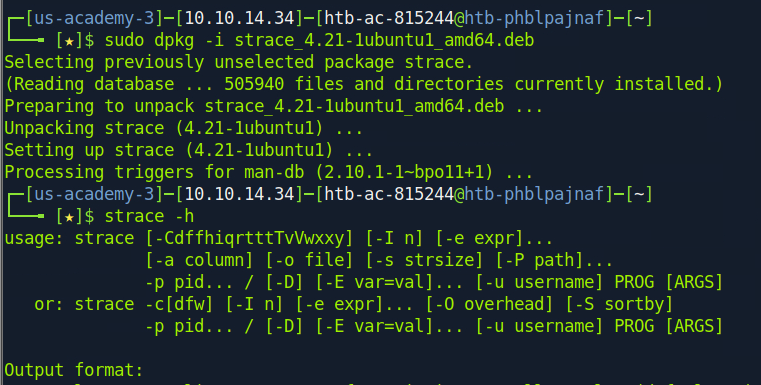 ┌─[us-academy-3]─[10.10.14.34]─[htb-ac-815244@htb-phblpajnaf]─[~]
└──╼ [★]$ sudo dpkg -i strace_4.21-1ubuntu1_amd64.deb
Selecting previously unselected package strace.
(Reading database ... 505940 files and directories currently installed.)
Preparing to unpack strace_4.21-1ubuntu1_amd64.deb ...
Unpacking strace (4.21-1ubuntu1) ...
Setting up strace (4.21-1ubuntu1) ...
Processing triggers for man-db (2.10.1-1~bpo11+1) ...
┌─[us-academy-3]─[10.10.14.34]─[htb-ac-815244@htb-phblpajnaf]─[~]
└──╼ [★]$ strace -h
usage: strace [-CdffhiqrtttTvVwxxy] [-I n] [-e expr]...
              [-a column] [-o file] [-s strsize] [-P path]...
              -p pid... / [-D] [-E var=val]... [-u username] PROG [ARGS]
   or: strace -c[dfw] [-I n] [-e expr]... [-O overhead] [-S sortby]
              -p pid... / [-D] [-E var=val]... [-u username] PROG [ARGS]

Output format: